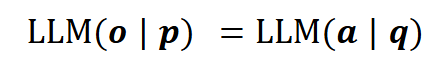 LLM(o | p) = LLM(a | q)